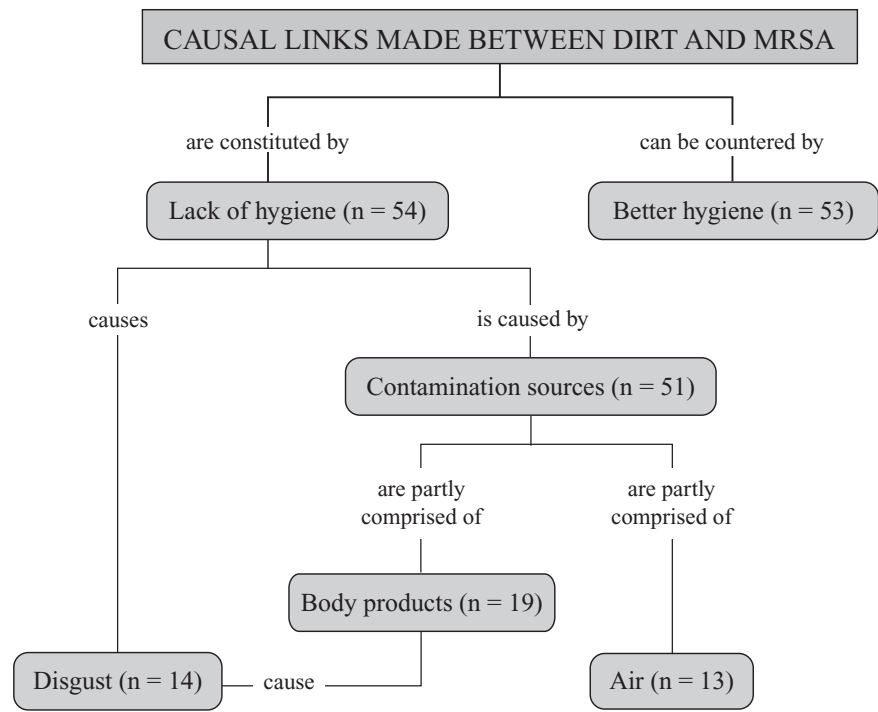 CAUSAL LINKS MADE BETWEEN DIRT AND MRSA
are constituted by
can be countered by
Lack of hygiene (n = 54)
Better hygiene (n = 53)
causes
is caused by
Contamination sources (n = 51)
are partly
comprised of
are partly
comprised of
Body products (n = 19)
Disgust (n = 14)
cause
Air (n = 13)